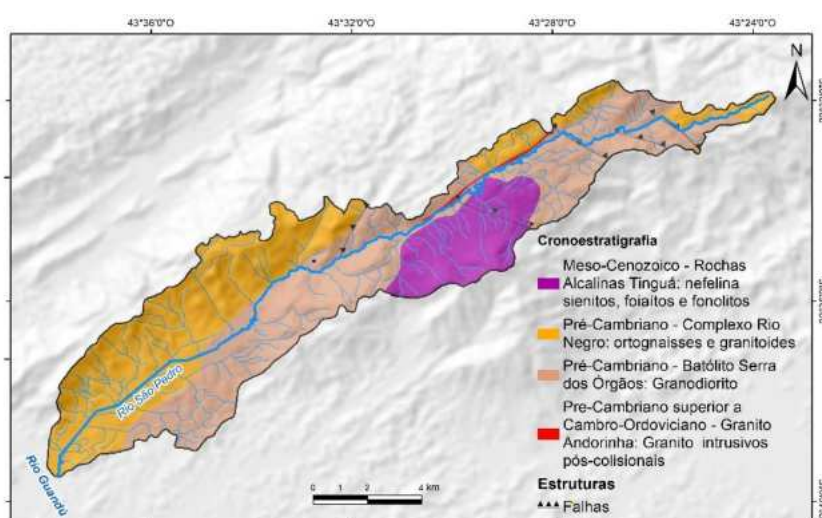 43°36'0"O 43°32'0"O 43°28'0"O 43°24'0"O
N
Cronoestratigrafia
Meso-Cenozoico - Rochas
Alcalinas Tinguá: nefelina
sienitos, foiaitos e fonolitos
Pré-Cambriano - Complexo Rio
Negro: ortognaisses e granitoides
Pré-Cambriano - Batólito Serra
dos Órgãos: Granodiorito
Pre-Cambriano superior a
Cambro-Ordoviciano - Granito
Andorinha: Granito intrusivos
pós-colisionais
Estruturas
Falhas
Rio São Pedro
Rio Guandú
0 1 2 4 km